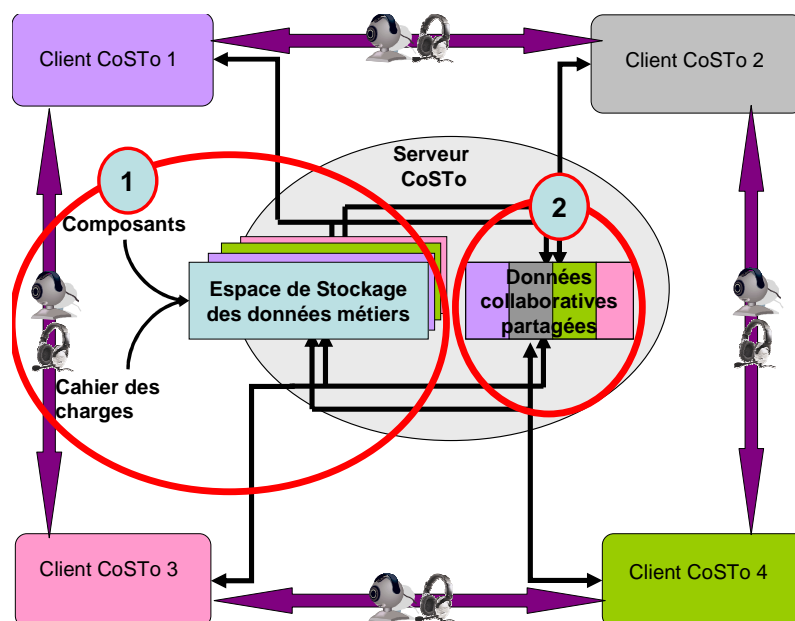 Client CoSTo 1
Client CoSTo 2
Serveur
CoSTo
1
2
Composants
Espace de Stockage
des données métiers
Données
collaboratives
partagées
Cahier des
charges
Client CoSTo 3
Client CoSTo 4